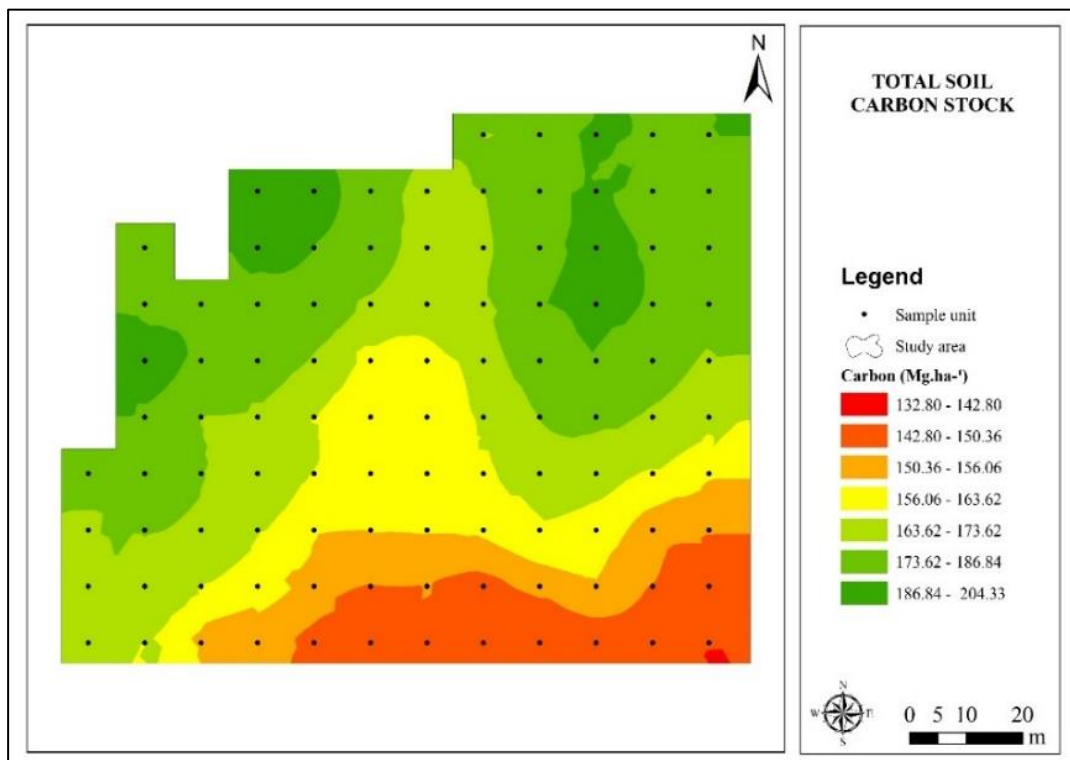 N
TOTAL SOIL
CARBON STOCK
Legend
Sample unit
Study area
Carbon (Mg.ha-¹)
132.80 - 142.80
142.80 - 150.36
150.36 - 156.06
156.06 - 163.62
163.62 - 173.62
173.62 - 186.84
186.84 - 204.33
N
W E
S
0 5 10 20
m